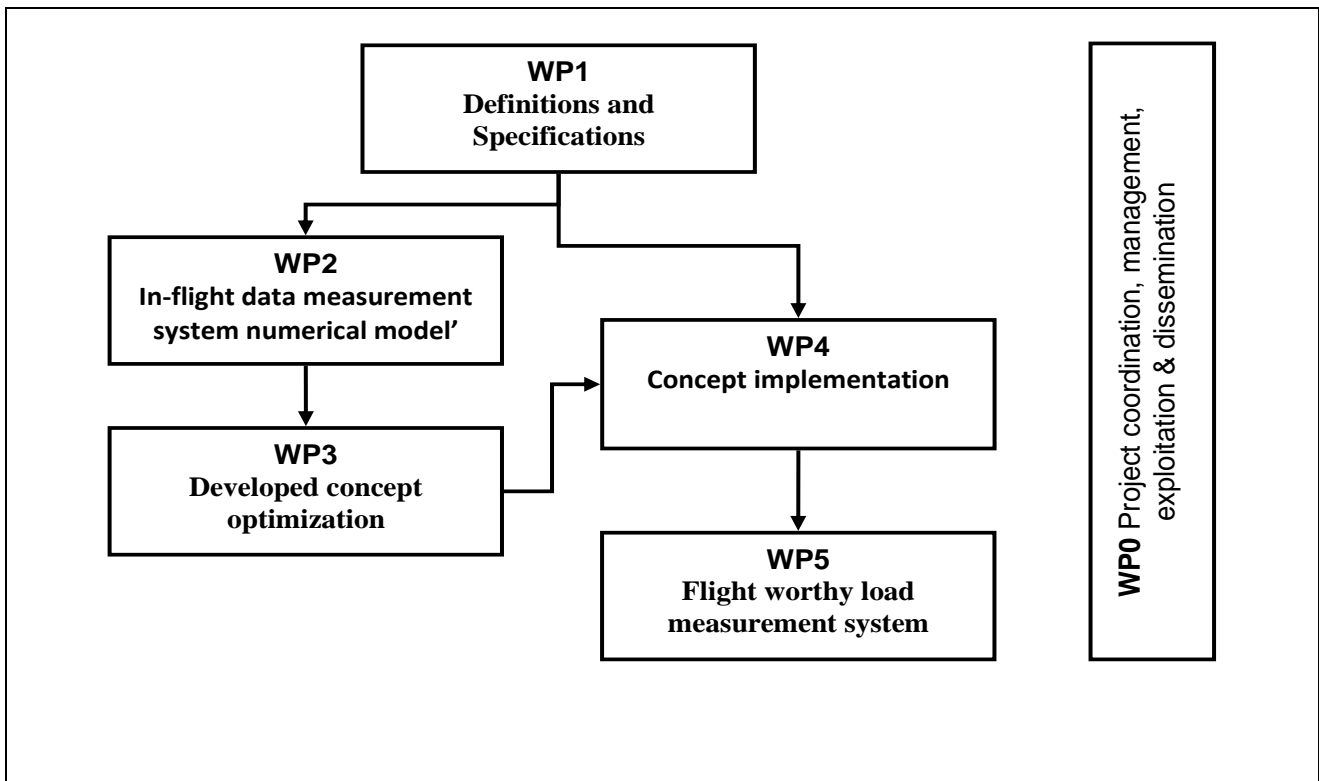 WP1
Definitions and
Specifications
WP2
In-flight data measurement
system numerical model’
WP3
Developed concept
optimization
WP4
Concept implementation
WP5
Flight worthy load
measurement system
WP0 Project coordination, management,
exploitation & dissemination